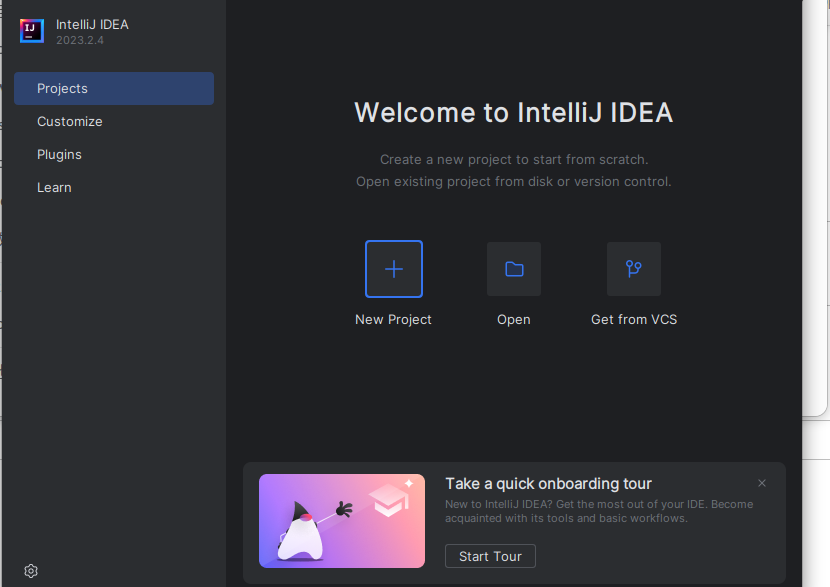 IJ
IntelliJ IDEA
2023.2.4
Projects
Customize
Plugins
Learn
Welcome to IntelliJ IDEA
Create a new project to start from scratch.
Open existing project from disk or version control.
New Project
Open
Get from VCS
Take a quick onboarding tour
New to IntelliJ IDEA? Get the most out of your IDE. Become
acquainted with its tools and basic workflows.
Start Tour